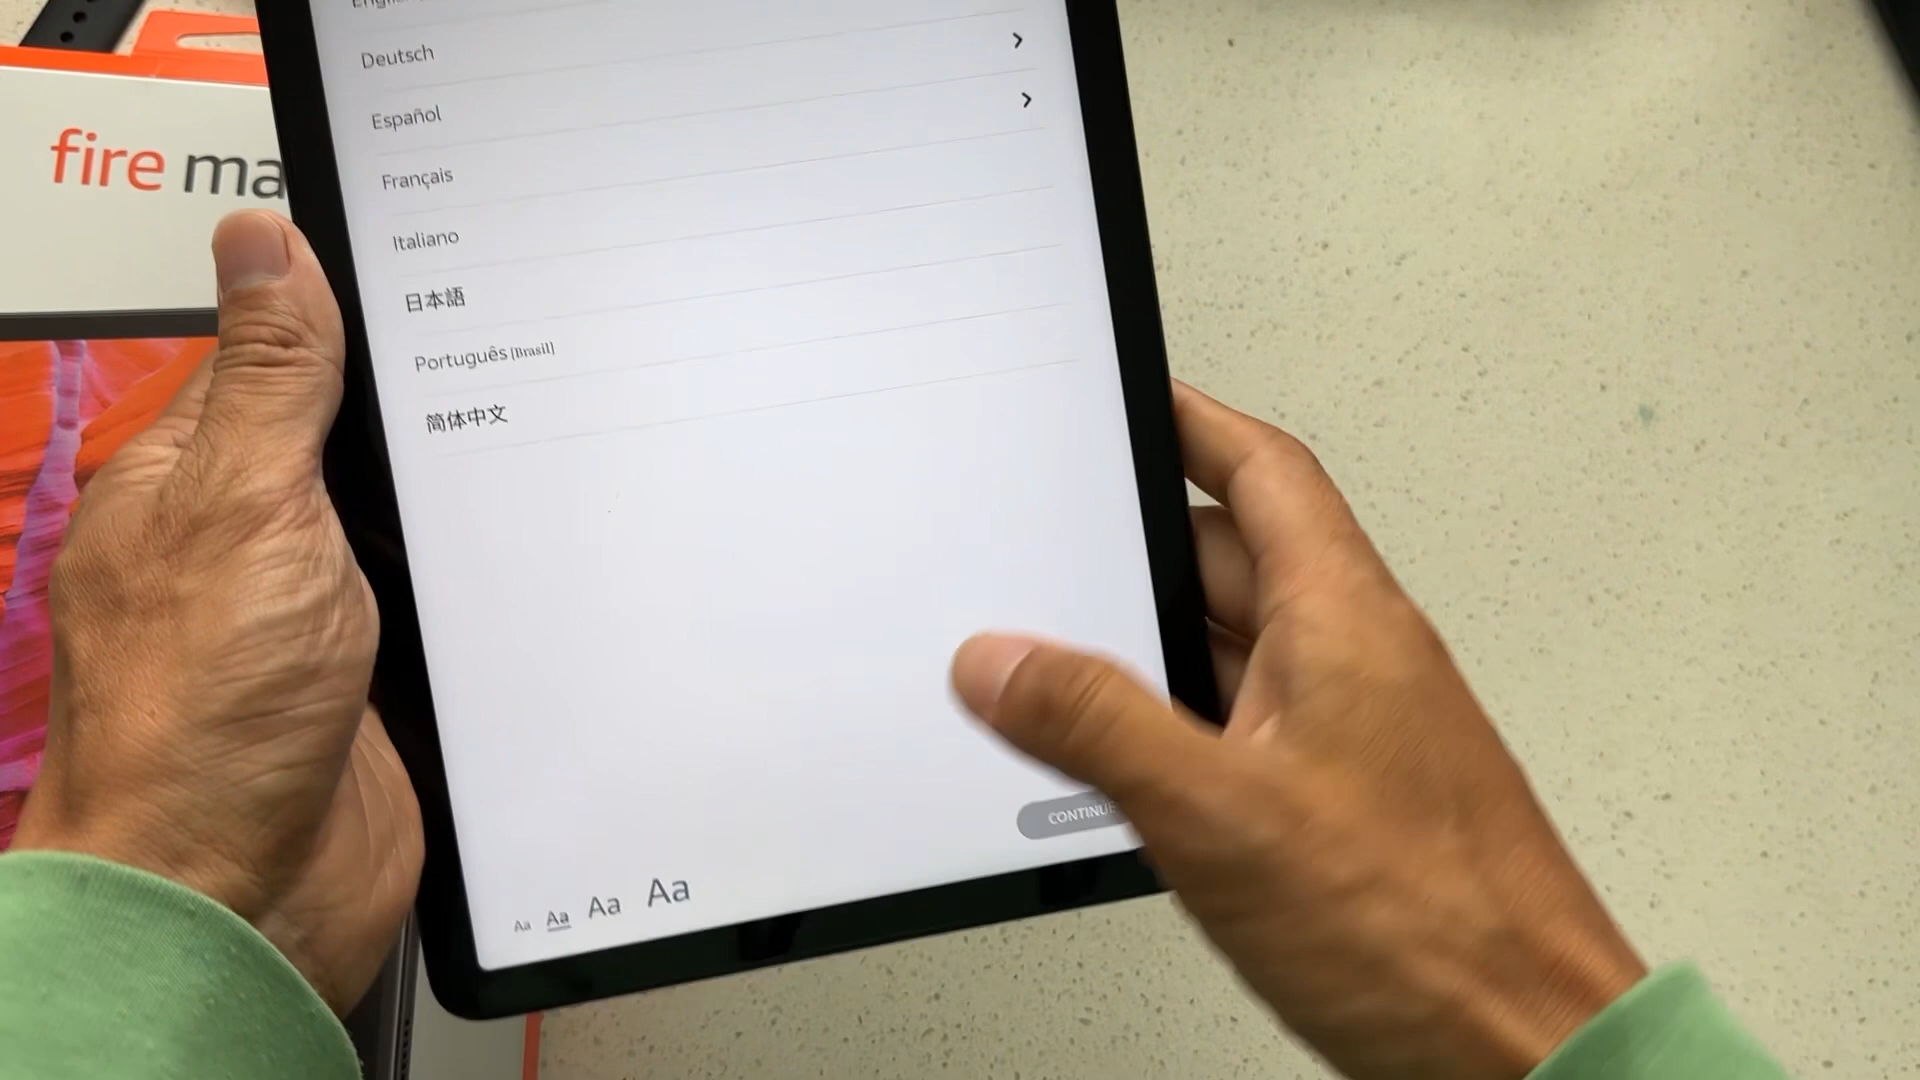 English
Deutsch
Español
Français
Italiano
日本語
Português [Brasil]
简体中文
CONTINUE
Aa Aa Aa Aa
fire ma